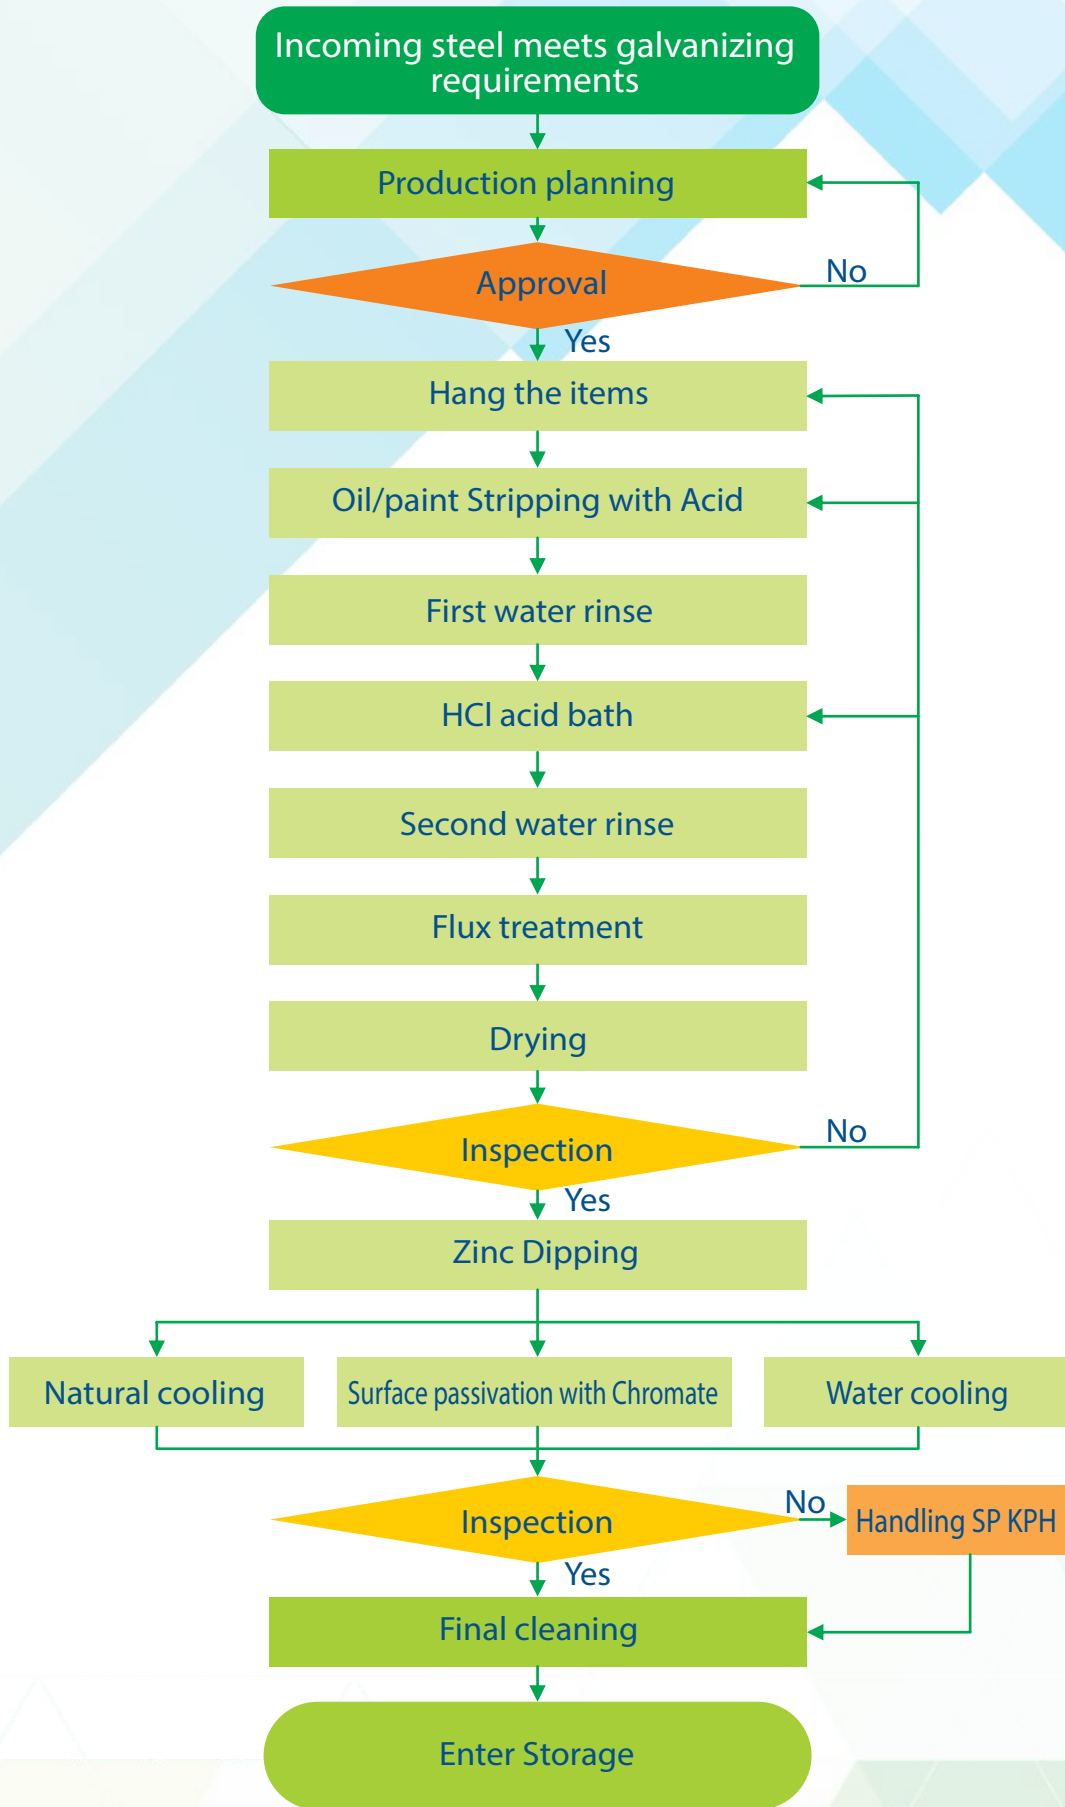 Incoming steel meets galvanizing
requirements
Production planning
Approval
No
Yes
Hang the items
Oil/paint Stripping with Acid
First water rinse
HCl acid bath
Second water rinse
Flux treatment
Drying
Inspection
No
Yes
Zinc Dipping
Natural cooling
Surface passivation with Chromate
Water cooling
Inspection
No
Handling SP KPH
Yes
Final cleaning
Enter Storage